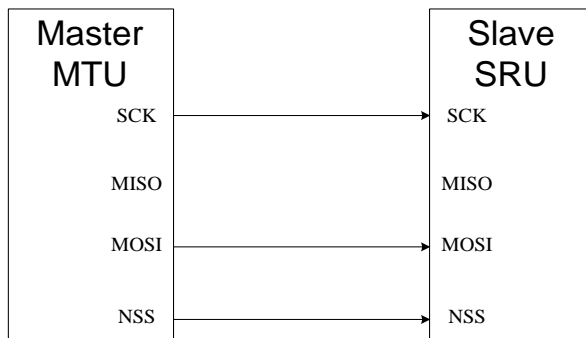 Master
MTU
SCK
MISO
MOSI
NSS
Slave
SRU
SCK
MISO
MOSI
NSS